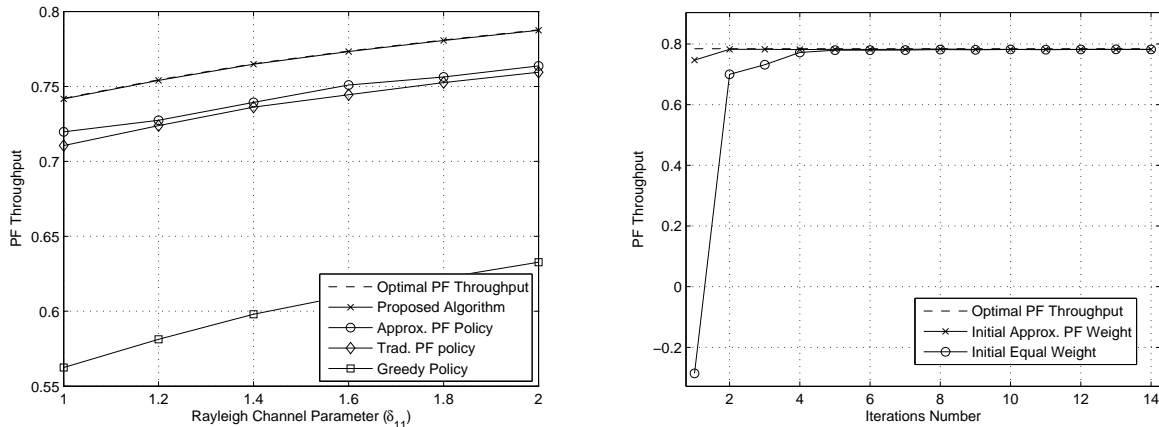 0.8
0.75
0.7
0.65
0.6
0.55
PF Throughput
1
1.2
1.4
1.6
1.8
2
Rayleigh Channel Parameter (δ11)
Optimal PF Throughput
Proposed Algorithm
Approx. PF Policy
Trad. PF policy
Greedy Policy
0.8
0.6
0.4
0.2
0
−0.2
PF Throughput
2
4
6
8
10
12
14
Iterations Number
Optimal PF Throughput
Initial Approx. PF Weight
Initial Equal Weight